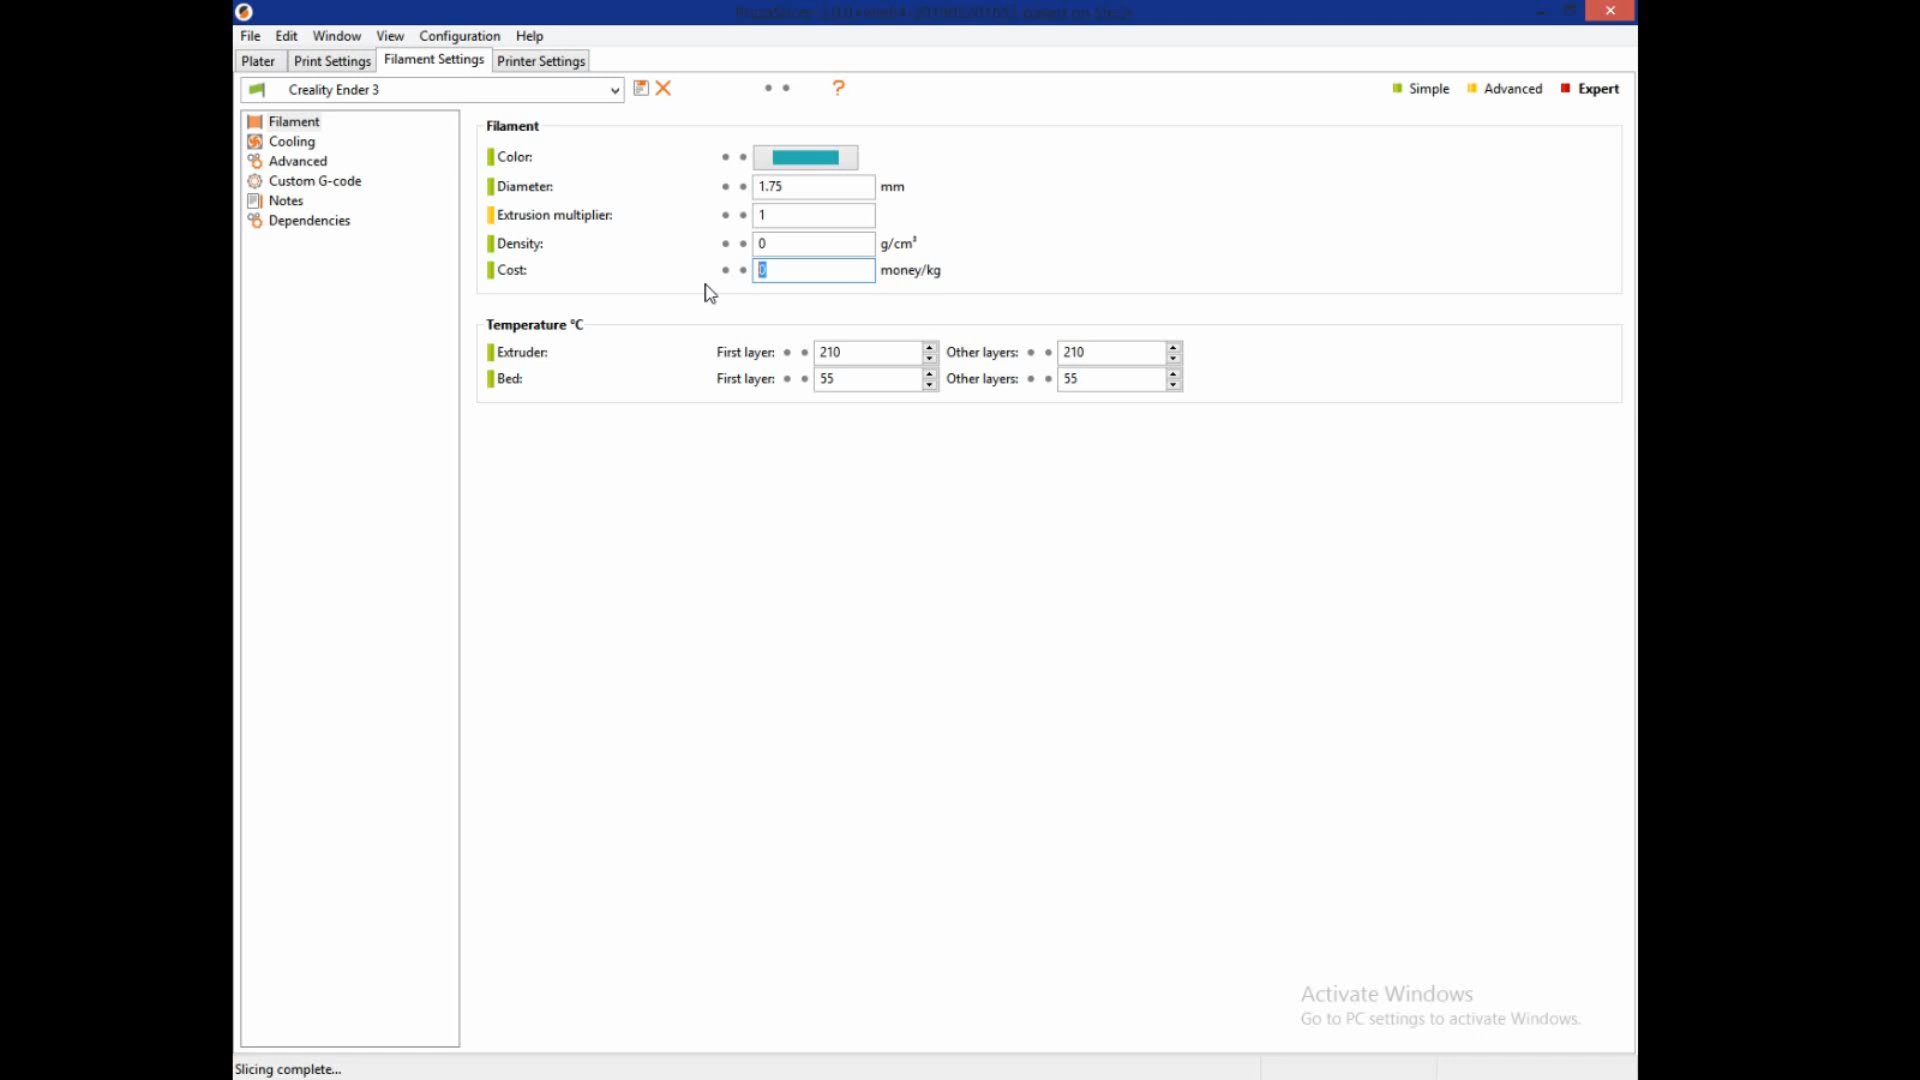 File Edit Window View Configuration Help
Plater Print Settings Filament Settings Printer Settings
Creality Ender 3 ? Simple Advanced Expert
Filament
Cooling
Advanced
Custom G-code
Notes
Dependencies
Filament
Color:
Diameter: 1.75 mm
Extrusion multiplier: 1
Density: 0 g/cm³
Cost: 0 money/kg
Temperature °C
Extruder: First layer: 210 Other layers: 210
Bed: First layer: 55 Other layers: 55
Activate Windows
Go to PC settings to activate Windows.
Slicing complete...